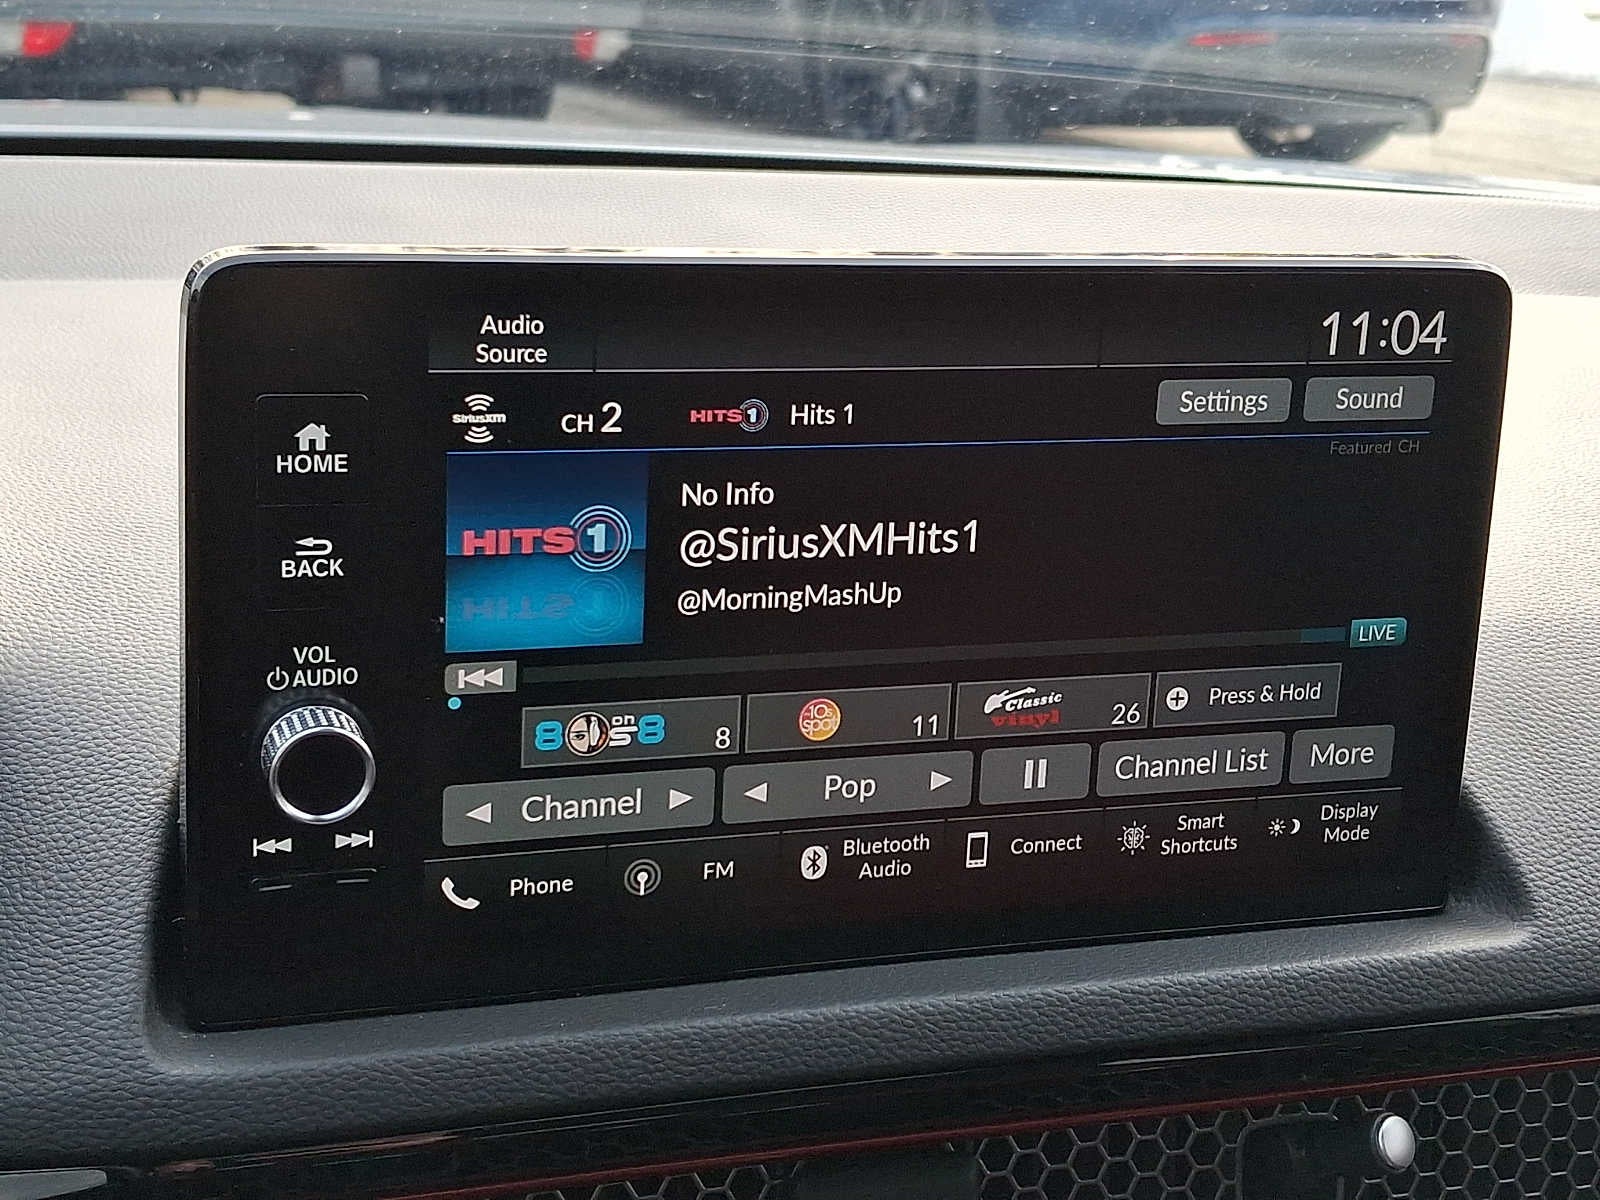 Audio
Source
11:04
HOME
BACK
VOL
AUDIO
SiriusXM
CH 2
HITS 1
Hits 1
Settings
Sound
Featured CH
HITS 1
No Info
@SiriusXMHits1
@MorningMashUp
LIVE
80s on 8
8
10s spot
11
Classic
vinyl
26
Press & Hold
Channel
Pop
Channel List
More
Phone
FM
Bluetooth
Audio
Connect
Smart
Shortcuts
Display
Mode